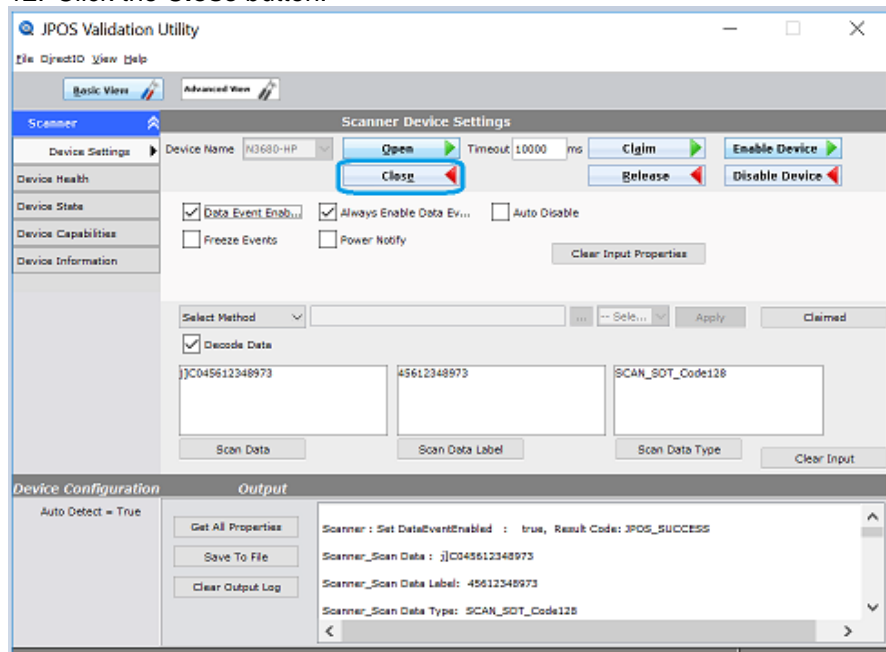 12. Click the Close button.
JPOS Validation Utility
File DirectIO View Help
Basic View Advanced View
Scanner
Scanner Device Settings
Device Settings
Device Name N3680-HP Open Timeout 10000 ms Claim Enable Device
Close Release Disable Device
Device Health
Device State
Device Capabilities
Device Information
Data Event Enab... Always Enable Data Ev... Auto Disable
Freeze Events Power Notify
Clear Input Properties
Select Method ... -- Sele... Apply Claimed
Decode Data
j]C045612348973 45612348973 SCAN_SDT_Code128
Scan Data Scan Data Label Scan Data Type Clear Input
Device Configuration Output
Auto Detect = True
Get All Properties
Save To File
Clear Output Log
Scanner : Set DataEventEnabled : true, Result Code: JPOS_SUCCESS
Scanner_Scan Data : j]C045612348973
Scanner_Scan Data Label: 45612348973
Scanner_Scan Data Type: SCAN_SDT_Code128